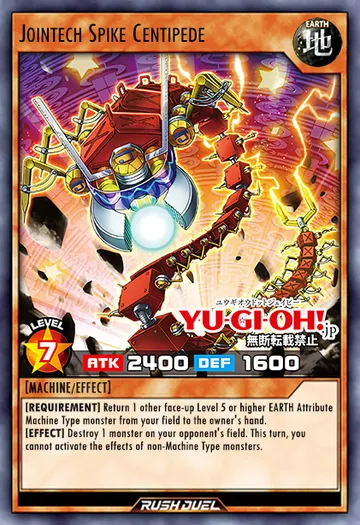 JOINTECH SPIKE CENTIPEDE
EARTH
地
ユウギオウドットジェイピー
YU-GI-OH!.jp
無断転載禁止
LEVEL
7
ATK 2400 DEF 1600
[MACHINE/EFFECT]
[REQUIREMENT] Return 1 other face-up Level 5 or higher EARTH Attribute
Machine Type monster from your field to the owner's hand.
[EFFECT] Destroy 1 monster on your opponent's field. This turn, you
cannot activate the effects of non-Machine Type monsters.
RUSH DUEL